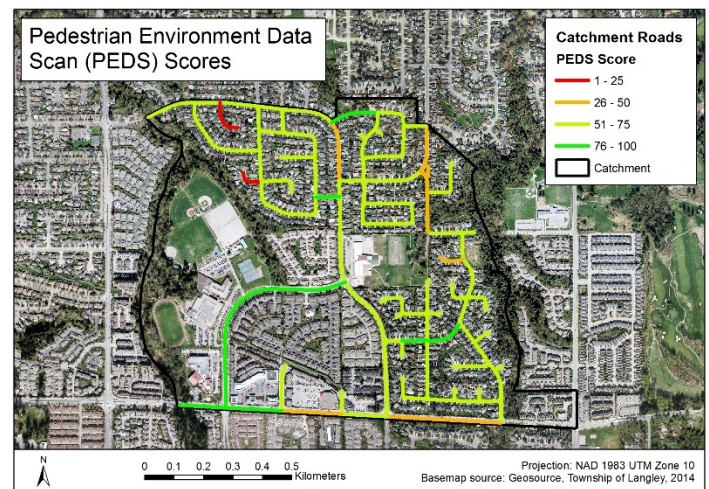 Pedestrian Environment Data
Scan (PEDS) Scores
Catchment Roads
PEDS Score
1 - 25
26 - 50
51 - 75
76 - 100
Catchment
N
0 0.1 0.2 0.3 0.4 0.5
Kilometers
Projection: NAD 1983 UTM Zone 10
Basemap source: Geosource, Township of Langley, 2014